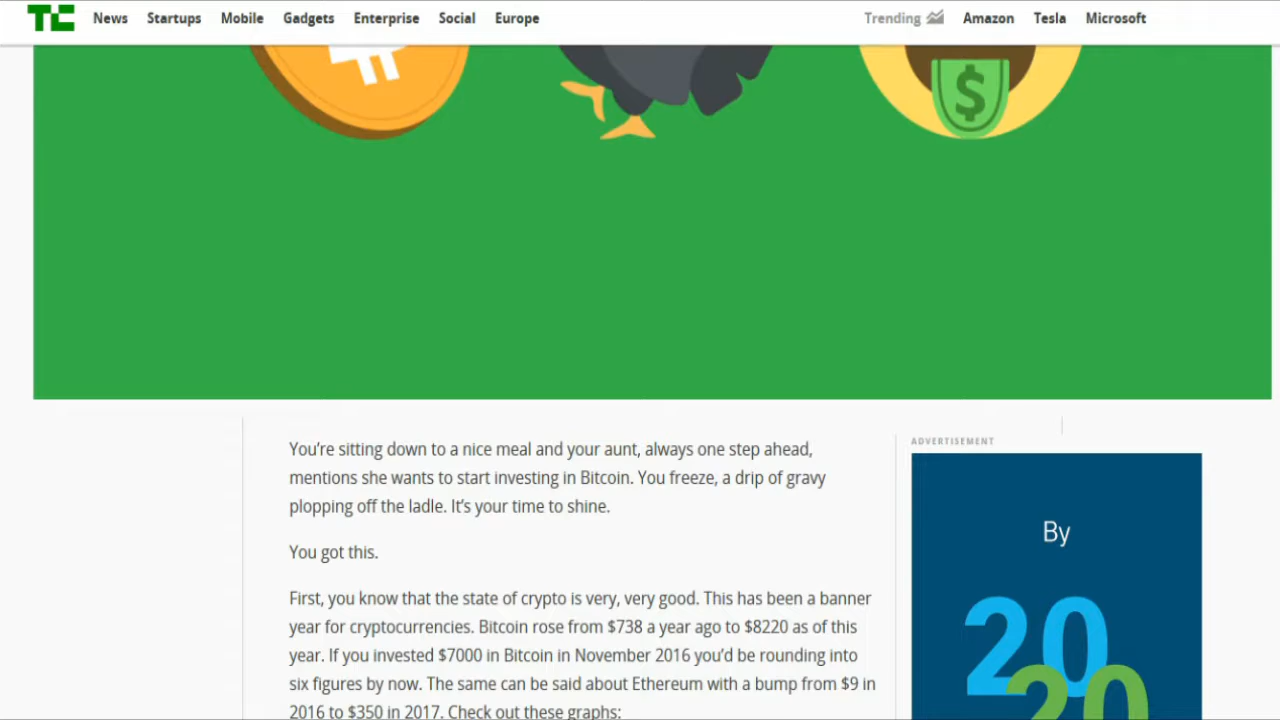 TC News Startups Mobile Gadgets Enterprise Social Europe Trending Amazon Tesla Microsoft
$
You’re sitting down to a nice meal and your aunt, always one step ahead,
mentions she wants to start investing in Bitcoin. You freeze, a drip of gravy
plopping off the ladle. It’s your time to shine.
You got this.
First, you know that the state of crypto is very, very good. This has been a banner
year for cryptocurrencies. Bitcoin rose from $738 a year ago to $8220 as of this
year. If you invested $7000 in Bitcoin in November 2016 you’d be rounding into
six figures by now. The same can be said about Ethereum with a bump from $9 in
2016 to $350 in 2017. Check out these graphs:
ADVERTISEMENT
By
20
20